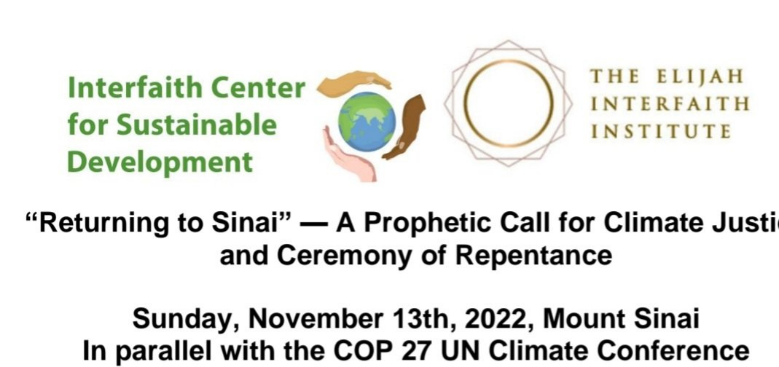 Interfaith Center
for Sustainable
Development
THE ELIJAH
INTERFAITH
INSTITUTE
“Returning to Sinai” — A Prophetic Call for Climate
and Ceremony of Repentance
Sunday, November 13th, 2022, Mount Sinai
In parallel with the COP 27 UN Climate Conference